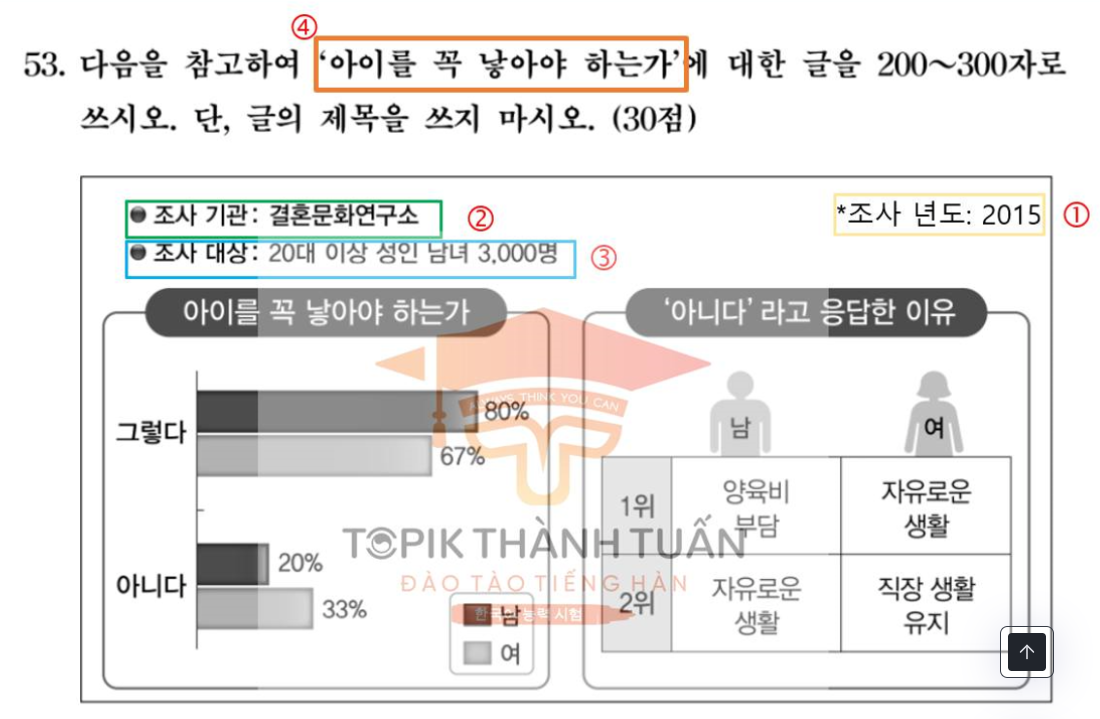 ④
53. 다음을 참고하여 ‘아이를 꼭 낳아야 하는가’에 대한 글을 200～300자로
쓰시오. 단, 글의 제목을 쓰지 마시오. (30점)
● 조사 기관: 결혼문화연구소 ②
*조사 년도: 2015 ①
● 조사 대상: 20대 이상 성인 남녀 3,000명 ③
아이를 꼭 낳아야 하는가
그렇다
80%
67%
아니다
20%
33%
남
여
‘아니다’라고 응답한 이유
남 여
1위 양육비 부담 자유로운 생활
2위 자유로운 생활 직장 생활 유지
ALWAYS THINK YOU CAN
TOPIK THÀNH TUẤN
ĐÀO TẠO TIẾNG HÀN
한국어능력시험